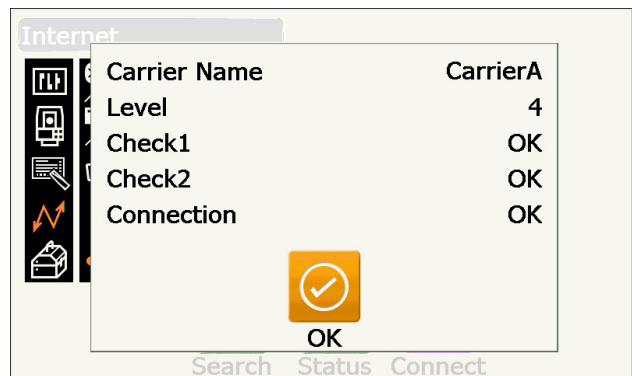 Internet
Carrier Name CarrierA
Level 4
Check1 OK
Check2 OK
Connection OK
OK
Search Status Connect